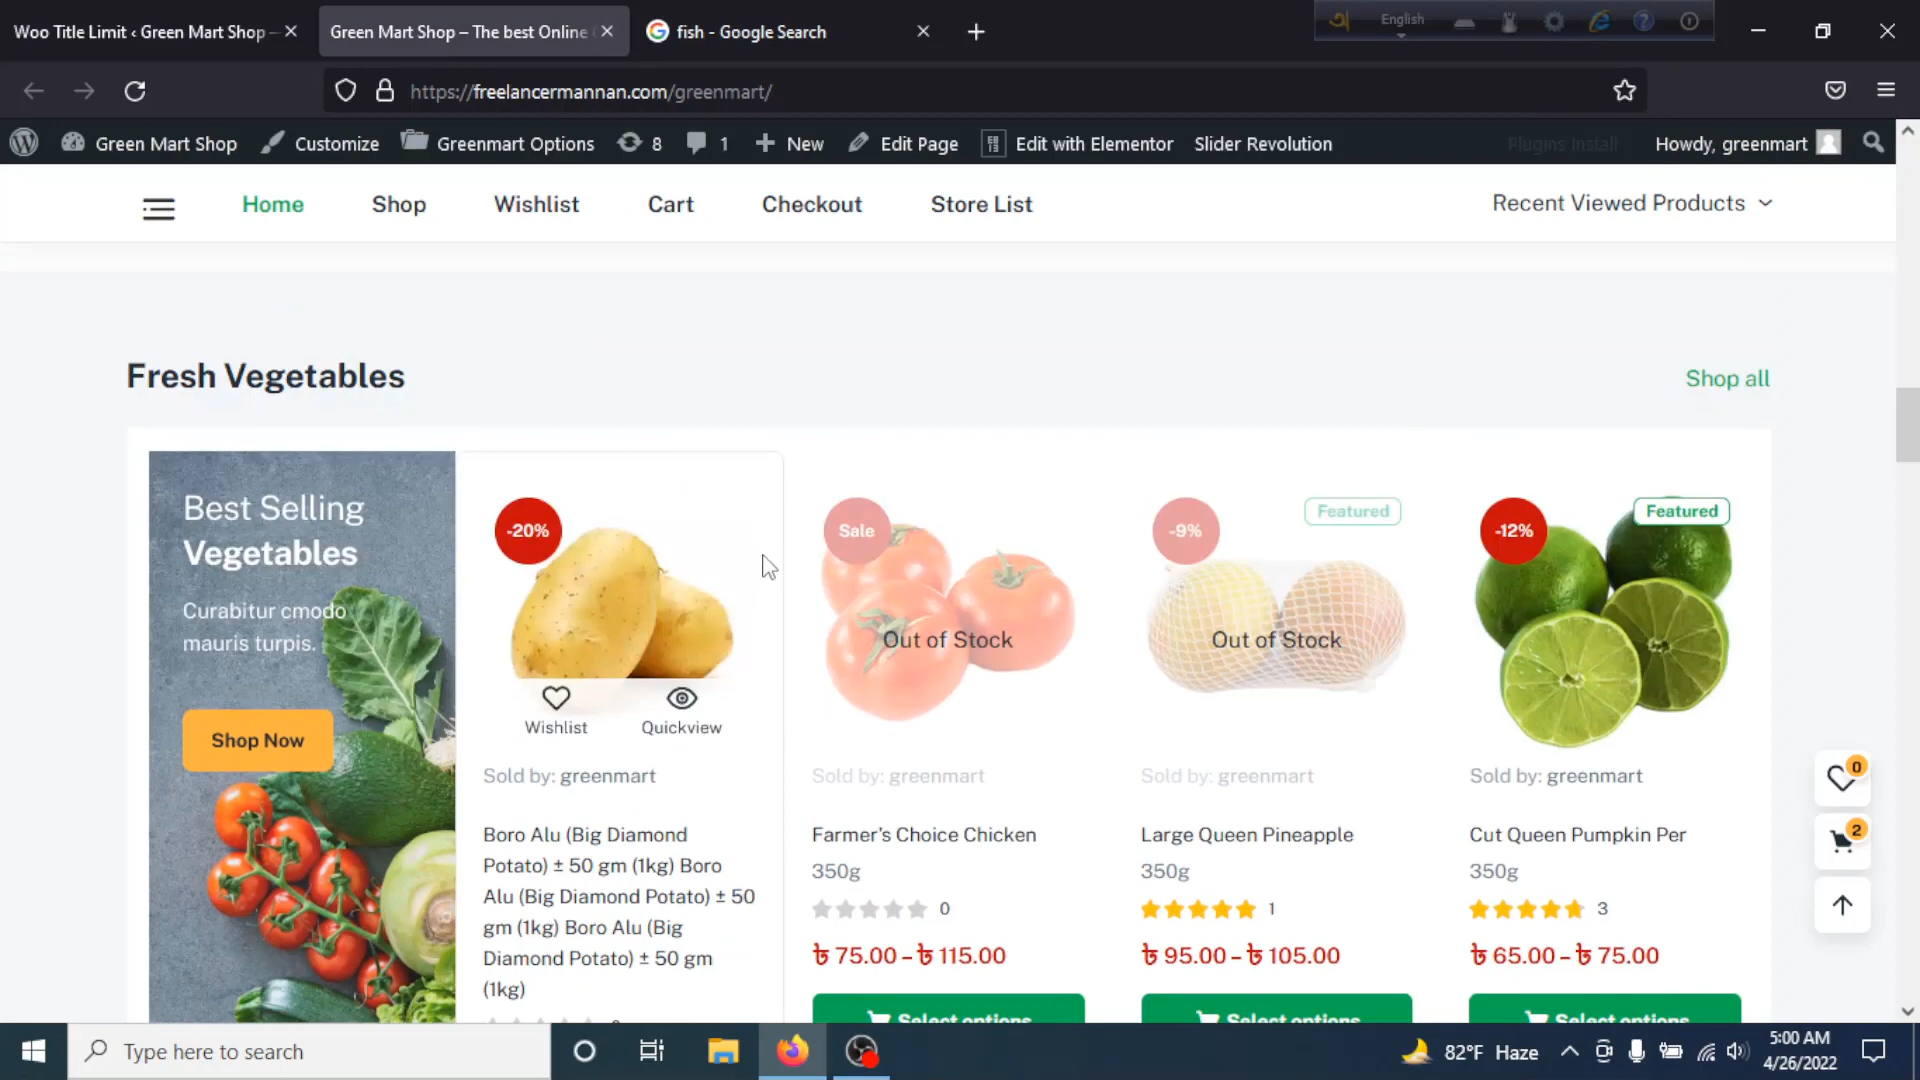 Woo Title Limit ‹ Green Mart Shop —
Green Mart Shop – The best Online
fish - Google Search
English
https://freelancermannan.com/greenmart/
Green Mart Shop
Customize
Greenmart Options
8
1
New
Edit Page
Edit with Elementor
Slider Revolution
Plugins Install
Howdy, greenmart
Home
Shop
Wishlist
Cart
Checkout
Store List
Recent Viewed Products
Fresh Vegetables
Shop all
Best Selling
Vegetables
Curabitur cmodo
mauris turpis.
Shop Now
-20%
Wishlist
Quickview
Sold by: greenmart
Boro Alu (Big Diamond
Potato) ± 50 gm (1kg) Boro
Alu (Big Diamond Potato) ± 50
gm (1kg) Boro Alu (Big
Diamond Potato) ± 50 gm
(1kg)
Sale
Out of Stock
Sold by: greenmart
Farmer’s Choice Chicken
350g
0
৳ 75.00 – ৳ 115.00
Select options
-9%
Featured
Out of Stock
Sold by: greenmart
Large Queen Pineapple
350g
1
৳ 95.00 – ৳ 105.00
Select options
-12%
Featured
Sold by: greenmart
Cut Queen Pumpkin Per
350g
3
৳ 65.00 – ৳ 75.00
Select options
0
2
Type here to search
82°F Haze
5:00 AM
4/26/2022